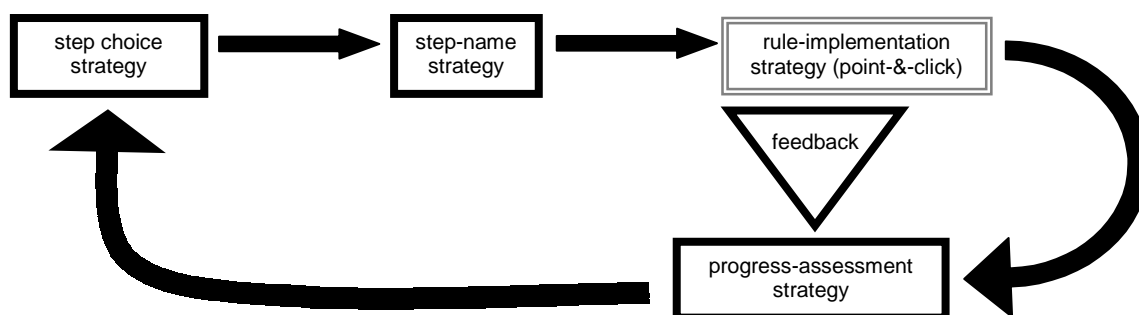 step choice
strategy
step-name
strategy
rule-implementation
strategy (point-&-click)
feedback
progress-assessment
strategy